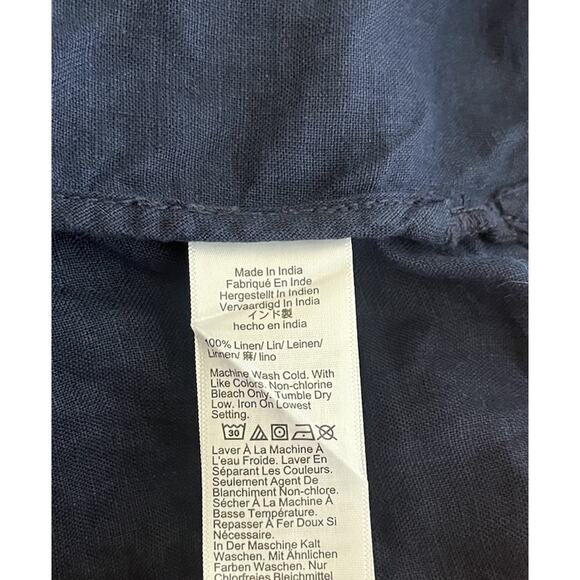 Made In India
Fabriqué En Inde
Hergestellt In Indien
Vervaardigd In India
インド製
hecho en india
100% Linen/ Lin/ Leinen/
Linnen/ 麻/ lino
Machine Wash Cold. With
Like Colors. Non-chlorine
Bleach Only. Tumble Dry
Low. Iron On Lowest
Setting.
30
Laver À La Machine À
L'eau Froide. Laver En
Séparant Les Couleurs.
Seulement Agent De
Blanchiment Non-chlore.
Sécher À La Machine À
Basse Température.
Repasser À Fer Doux Si
Nécessaire.
In Der Maschine Kalt
Waschen. Mit Ähnlichen
Farben Waschen. Nur
Chlorfreies Bleichmittel